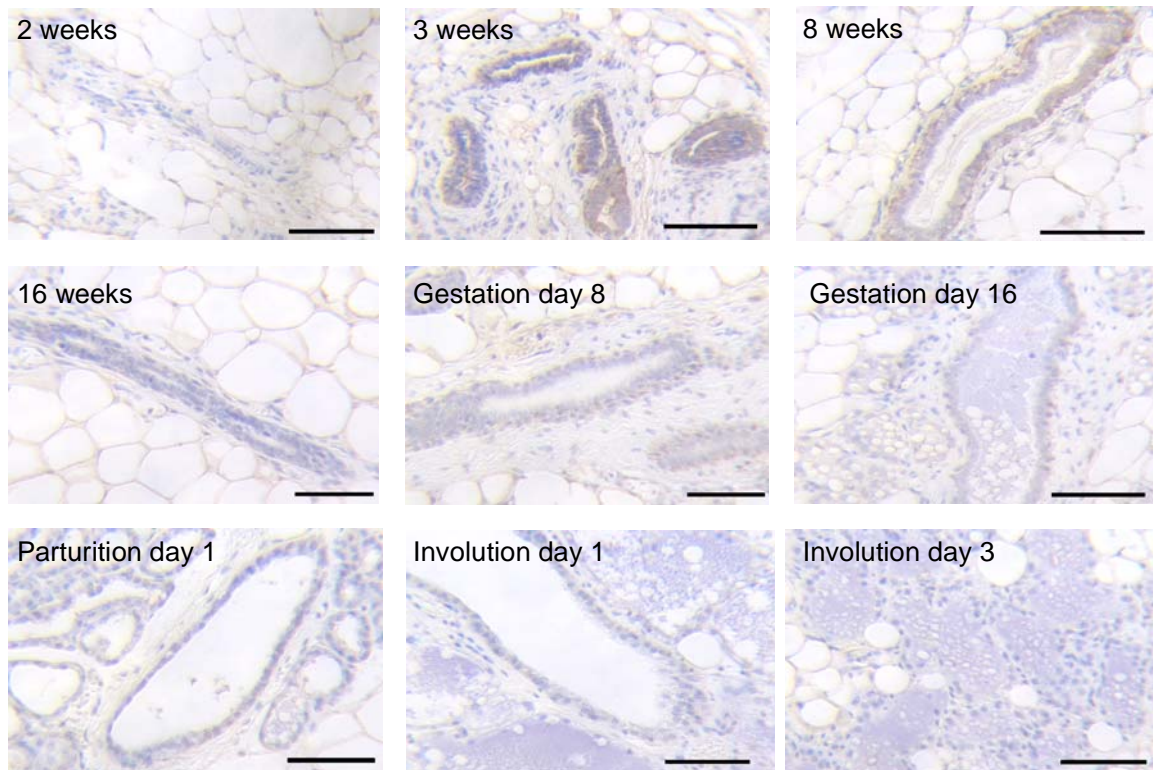 2 weeks
3 weeks
8 weeks
16 weeks
Gestation day 8
Gestation day 16
Parturition day 1
Involution day 1
Involution day 3